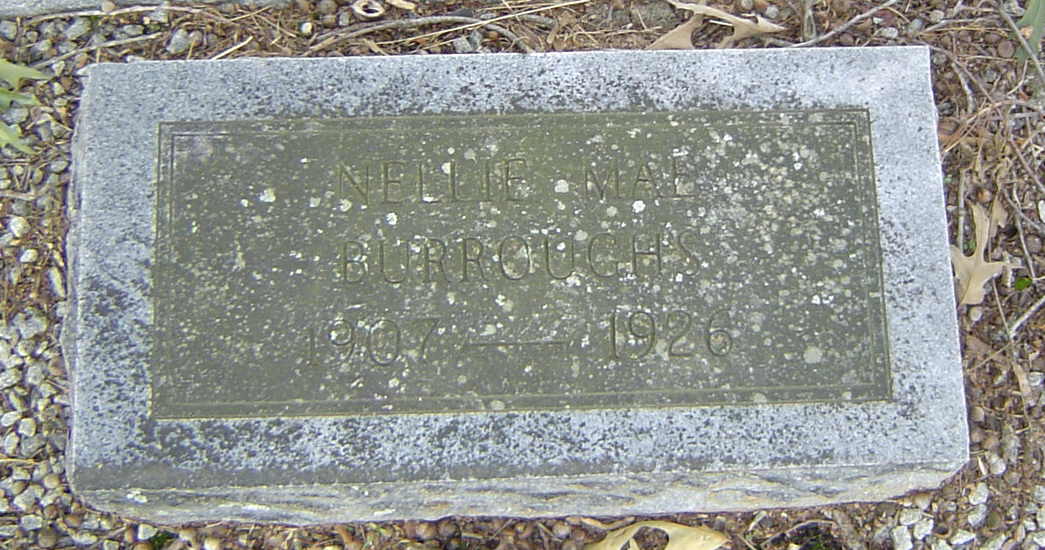 NELLIE MAE
BURROUGHS
1907 — 1926